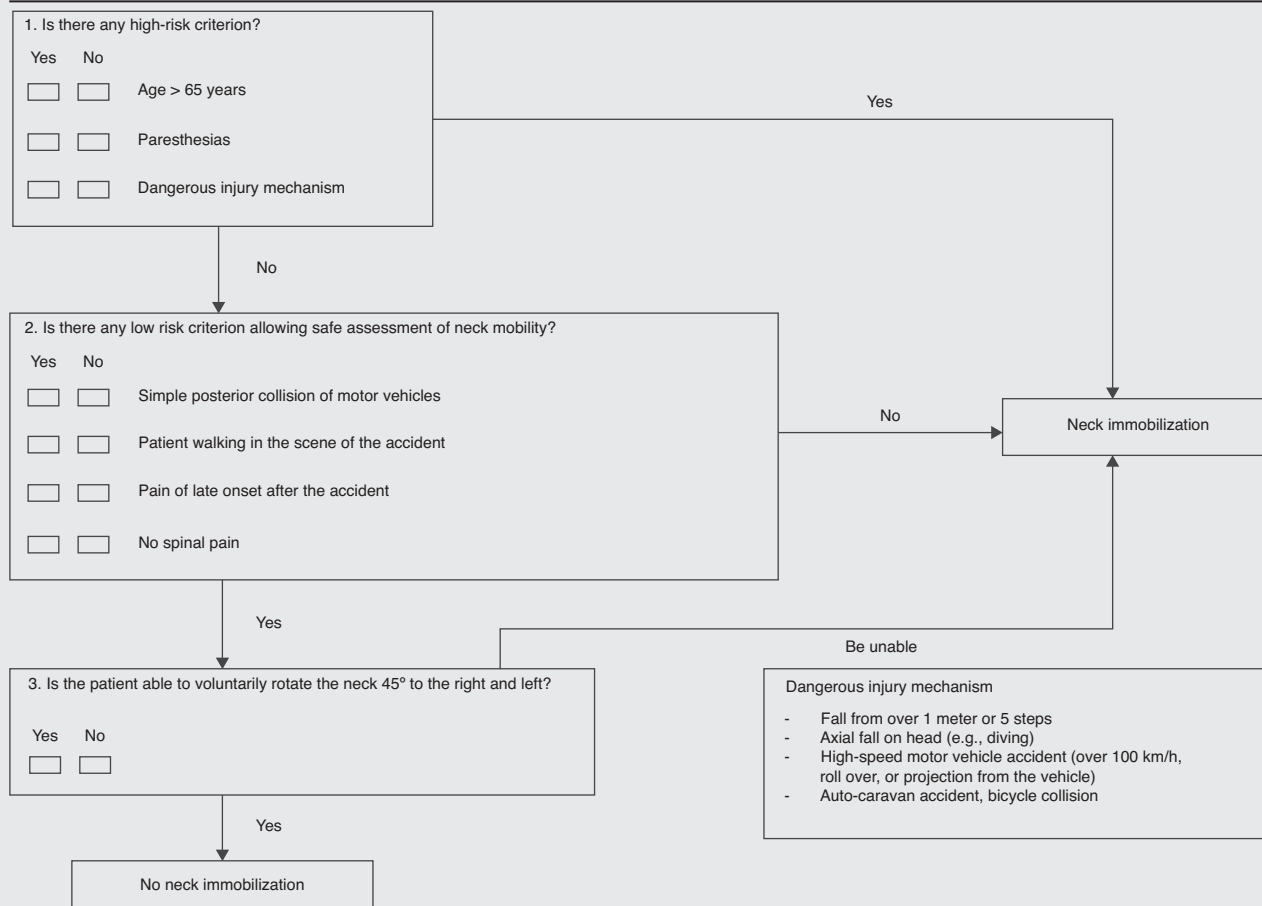 1. Is there any high-risk criterion?
Yes No
Age > 65 years
Paresthesias
Dangerous injury mechanism
Yes
No
2. Is there any low risk criterion allowing safe assessment of neck mobility?
Yes No
Simple posterior collision of motor vehicles
Patient walking in the scene of the accident
Pain of late onset after the accident
No spinal pain
No
Neck immobilization
Yes
Be unable
3. Is the patient able to voluntarily rotate the neck 45º to the right and left?
Yes No
Yes
No neck immobilization
Dangerous injury mechanism
- Fall from over 1 meter or 5 steps
- Axial fall on head (e.g., diving)
- High-speed motor vehicle accident (over 100 km/h,
roll over, or projection from the vehicle)
- Auto-caravan accident, bicycle collision